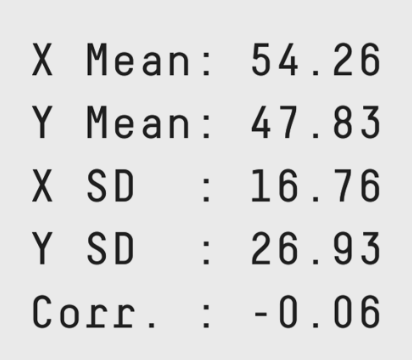 X Mean: 54.26
Y Mean: 47.83
X SD  : 16.76
Y SD  : 26.93
Corr. : -0.06